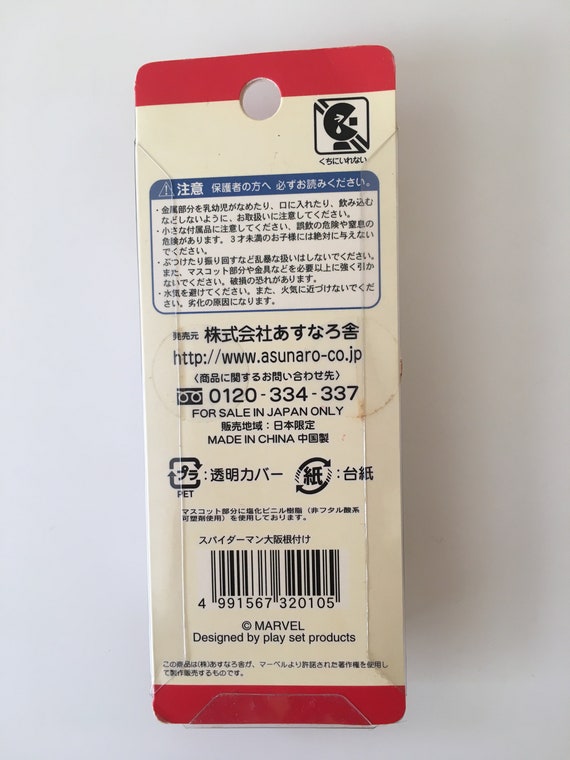 くちにいれない
注意 保護者の方へ 必ずお読みください。
・金属部分を乳幼児がなめたり、口に入れたり、飲み込む
などしないように、お取扱いに注意してください。
・小さな付属品に注意してください、誤飲の危険や窒息の
危険があります。3才未満のお子様には絶対に与えない
でください。
・ぶつけたり振り回すなど乱暴な扱いはしないでください。
また、マスコット部分や金具などを必要以上に強く引か
ないでください。破損の恐れがあります。
・水気を避けてください。また、火気に近づけないでくだ
さい。劣化の原因になります。
発売元 株式会社あすなろ舎
http://www.asunaro-co.jp
〈商品に関するお問い合わせ先〉
0120-334-337
FOR SALE IN JAPAN ONLY
販売地域：日本限定
MADE IN CHINA 中国製
プラ：透明カバー 紙：台紙
PET
マスコット部分に塩化ビニル樹脂（非フタル酸系
可塑剤使用）を使用しております。
スパイダーマン大阪根付け
4 991567 320105
© MARVEL
Designed by play set products
この商品は(株)あすなろ舎が、マーベルより許諾された著作権を使用し
て製作販売するものです。